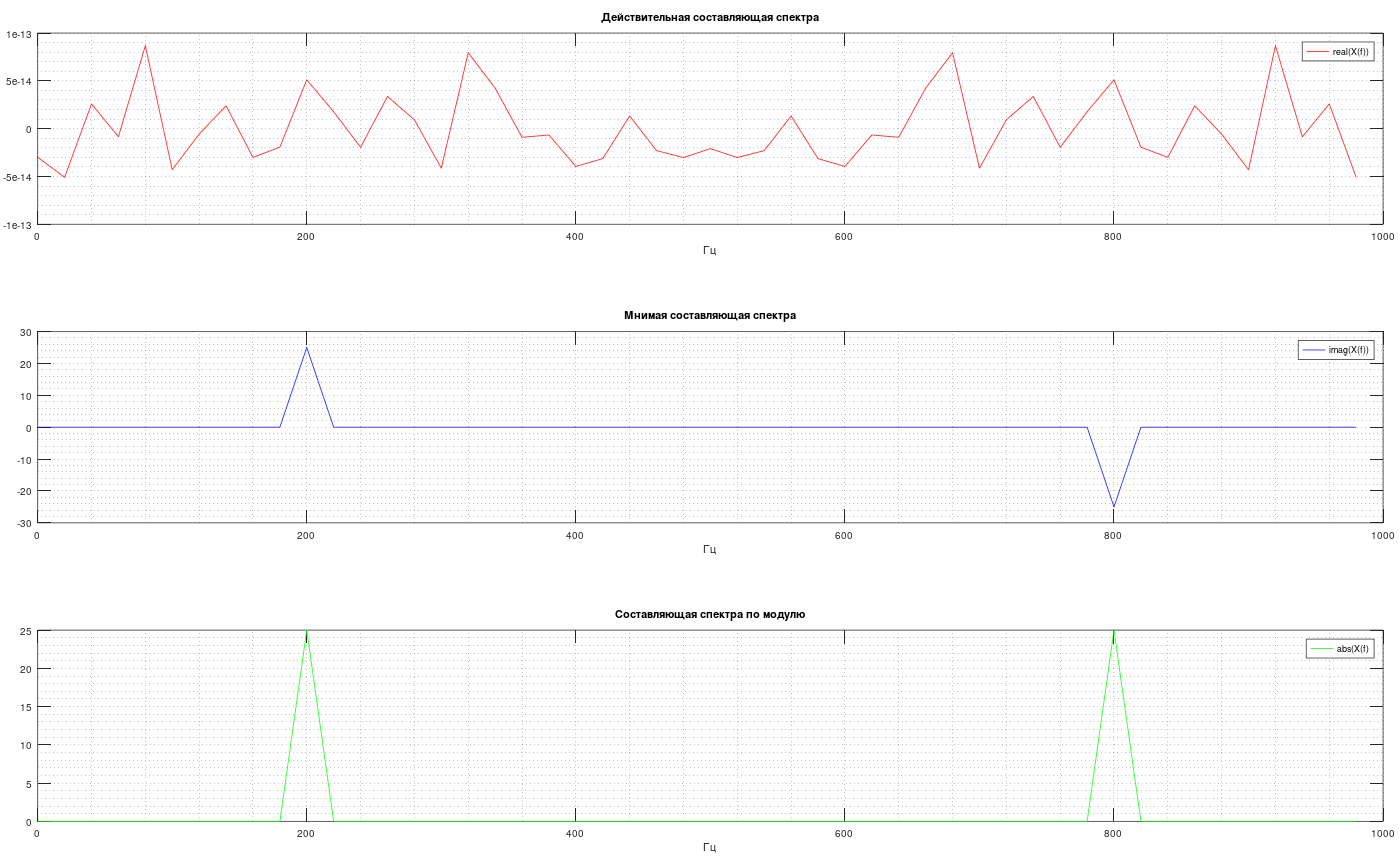 Действительная составляющая спектра
1e-13
real(X(f))
5e-14
0
-5e-14
-1e-13
0 200 400 600 800 1000
Гц
Мнимая составляющая спектра
30
imag(X(f))
20
10
0
-10
-20
-30
0 200 400 600 800 1000
Гц
Составляющая спектра по модулю
25
abs(X(f)
20
15
10
5
0
0 200 400 600 800 1000
Гц